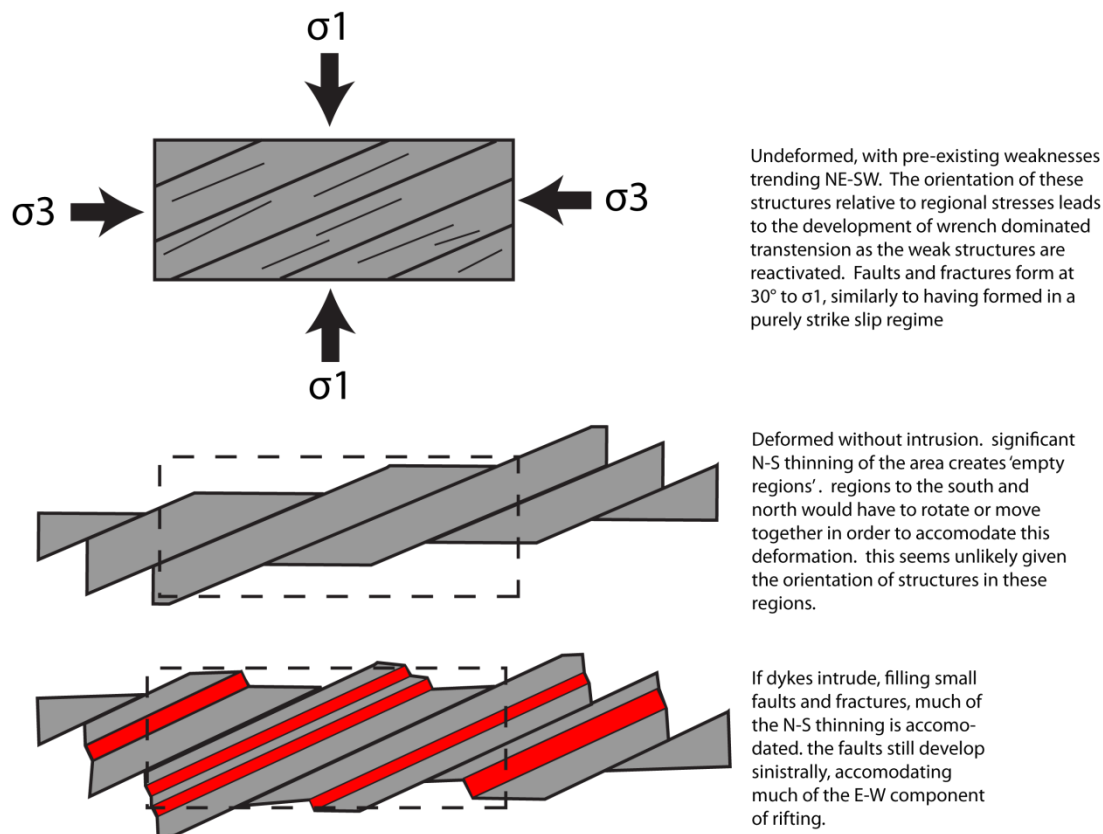 σ1
σ3
σ3
σ1
Undeformed, with pre-existing weaknesses
trending NE-SW. The orientation of these
structures relative to regional stresses leads
to the development of wrench dominated
transtension as the weak structures are
reactivated. Faults and fractures form at
30° to σ1, similarly to having formed in a
purely strike slip regime
Deformed without intrusion. significant
N-S thinning of the area creates 'empty
regions'. regions to the south and
north would have to rotate or move
together in order to accomodate this
deformation. this seems unlikely given
the orientation of structures in these
regions.
If dykes intrude, filling small
faults and fractures, much of
the N-S thinning is accomo-
dated. the faults still develop
sinistrally, accomodating
much of the E-W component
of rifting.